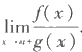 lim f(x)/g(x),
x→a+